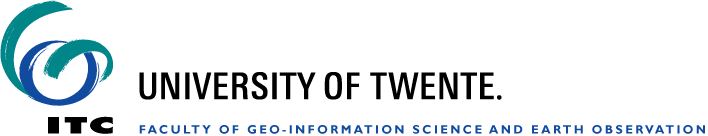 UNIVERSITY OF TWENTE.
ITC
FACULTY OF GEO-INFORMATION SCIENCE AND EARTH OBSERVATION